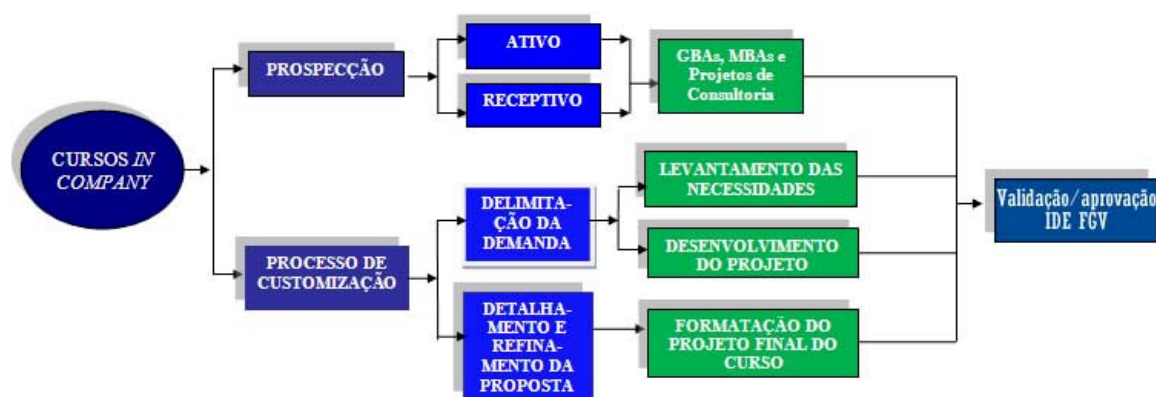 CURSOS IN
COMPANY
PROSPECÇÃO
ATIVO
RECEPTIVO
GBAs, MBAs e
Projetos de
Consultoria
PROCESSO DE
CUSTOMIZAÇÃO
DELIMITA-
ÇÃO DA
DEMANDA
LEVANTAMENTO DAS
NECESSIDADES
DESENVOLVIMENTO
DO PROJETO
DETALHA-
MENTO E
REFINA-
MENTO DA
PROPOSTA
FORMATAÇÃO DO
PROJETO FINAL DO
CURSO
Validação/aprovação
IDE FGV